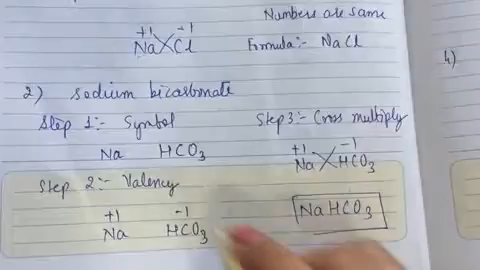 Numbers are same
+1 -1
Na Cl
Formula:- NaCl
4)
2) Sodium bicarbonate
Step 1:- Symbol
Na HCO3
Step 2:- Valency
+1 -1
Na HCO3
Step 3:- Cross multiply
+1 -1
Na HCO3
NaHCO3